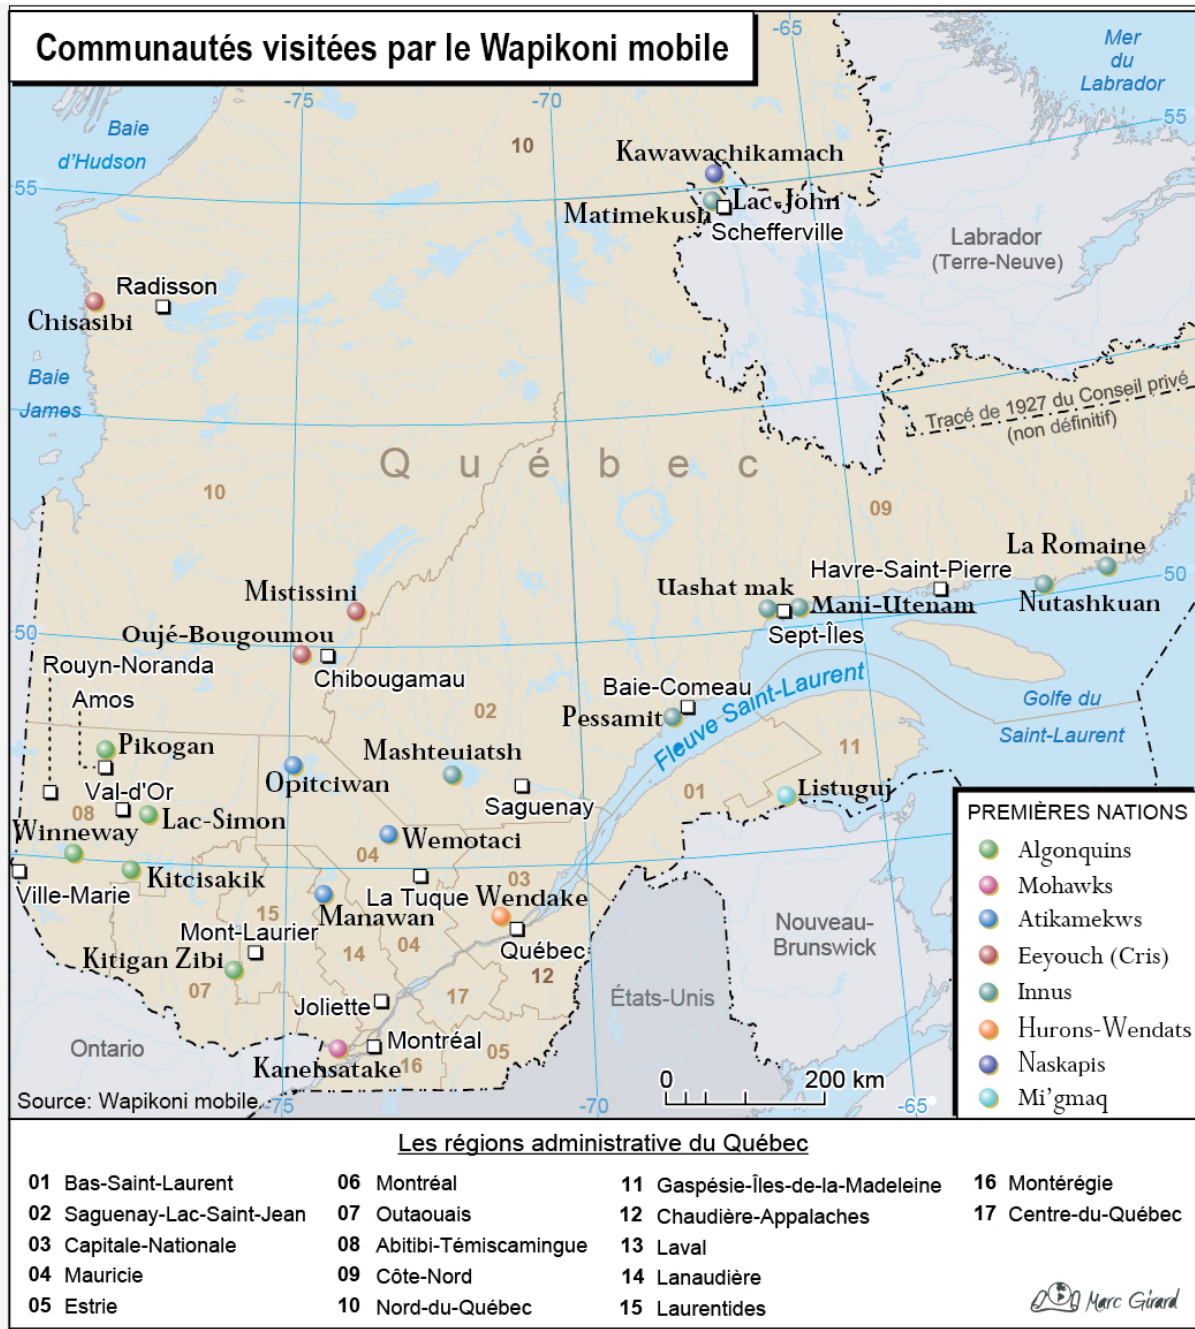 Communautés visitées par le Wapikoni mobile
-65
Mer
du
Labrador
-75
-70
55
Baie
d'Hudson
10
Kawawachikamach
55
Matimekush
Lac-John
Schefferville
Labrador
(Terre-Neuve)
Radisson
Chisasibi
Baie
James
Tracé de 1927 du Conseil privé
(non définitif)
Québec
10
09
La Romaine
Havre-Saint-Pierre
Uashat mak
Mani-Utenam
Nutashkuan
50
Sept-Îles
Mistissini
50
Oujé-Bougoumou
Rouyn-Noranda
Chibougamau
Amos
Baie-Comeau
Pessamit
Fleuve Saint-Laurent
Golfe du
Saint-Laurent
02
11
Pikogan
Mashteuiatsh
Opitciwan
Val-d'Or
Saguenay
01
Listuguj
08
Lac-Simon
Winneway
Wemotaci
04
Ville-Marie
Kitcisakik
La Tuque
03
Wendake
15
Manawan
Mont-Laurier
14
04
Québec
Kitigan Zibi
12
07
17
Joliette
États-Unis
Nouveau-
Brunswick
Ontario
Montréal
05
Kanehsatake
16
0
200 km
Source: Wapikoni mobile
-75
-70
-65
PREMIÈRES NATIONS
Algonquins
Mohawks
Atikamekws
Eeyouch (Cris)
Innus
Hurons-Wendats
Naskapis
Mi'gmaq
Les régions administrative du Québec
01 Bas-Saint-Laurent
02 Saguenay-Lac-Saint-Jean
03 Capitale-Nationale
04 Mauricie
05 Estrie
06 Montréal
07 Outaouais
08 Abitibi-Témiscamingue
09 Côte-Nord
10 Nord-du-Québec
11 Gaspésie-Îles-de-la-Madeleine
12 Chaudière-Appalaches
13 Laval
14 Lanaudière
15 Laurentides
16 Montérégie
17 Centre-du-Québec
Marc Girard